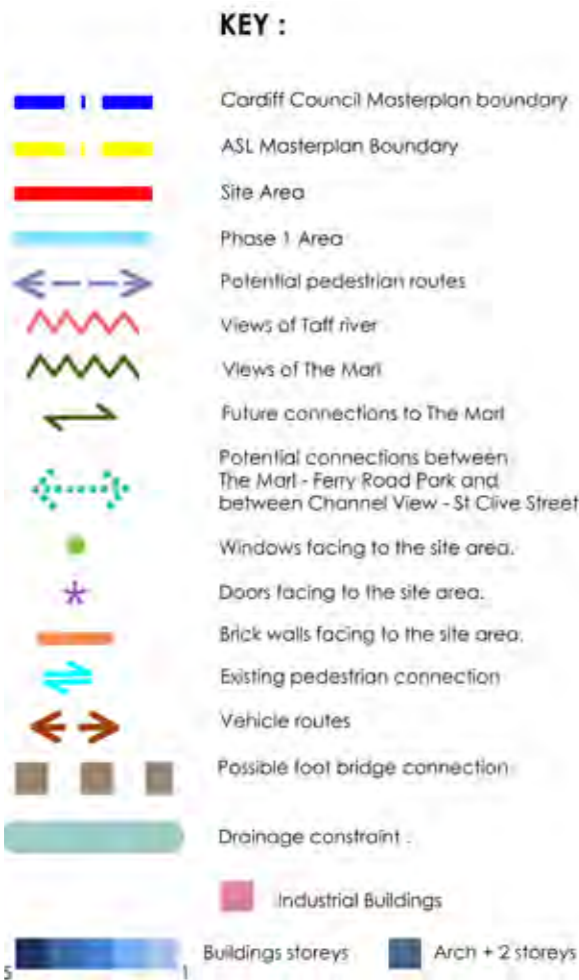 KEY :
Cardiff Council Masterplan boundary
ASL Masterplan Boundary
Site Area
Phase 1 Area
Potential pedestrian routes
Views of Taff river
Views of The Marl
Future connections to The Marl
Potential connections between
The Marl - Ferry Road Park and
between Channel View - St Clive Street
Windows facing to the site area.
Doors facing to the site area.
Brick walls facing to the site area.
Existing pedestrian connection
Vehicle routes
Possible foot bridge connection
Drainage constraint .
Industrial Buildings
5 1 Buildings storeys Arch + 2 storeys